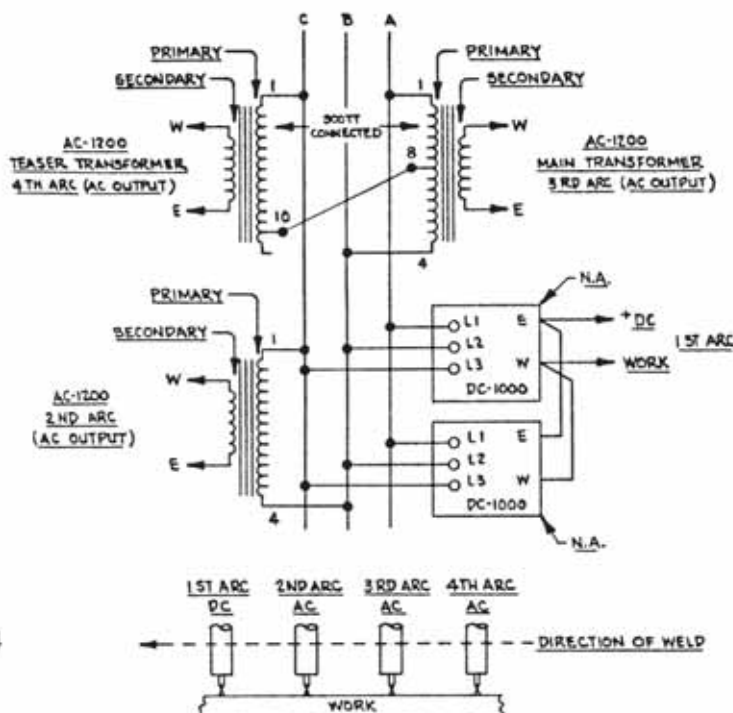 C B A
PRIMARY
SECONDARY
1
W
AC-1200
TEASER TRANSFORMER
4TH ARC (AC OUTPUT)
E
10
SCOTT
CONNECTED
PRIMARY
SECONDARY
1
8
4
W
AC-1200
MAIN TRANSFORMER
3RD ARC (AC OUTPUT)
E
PRIMARY
SECONDARY
1
W
AC-1200
2ND ARC
(AC OUTPUT)
E
4
N.A.
L1 E
L2
L3 W
DC-1000
+DC
1ST ARC
WORK
L1 E
L2
L3 W
DC-1000
N.A.
1ST ARC
DC
2ND ARC
AC
3RD ARC
AC
4TH ARC
AC
DIRECTION OF WELD
WORK